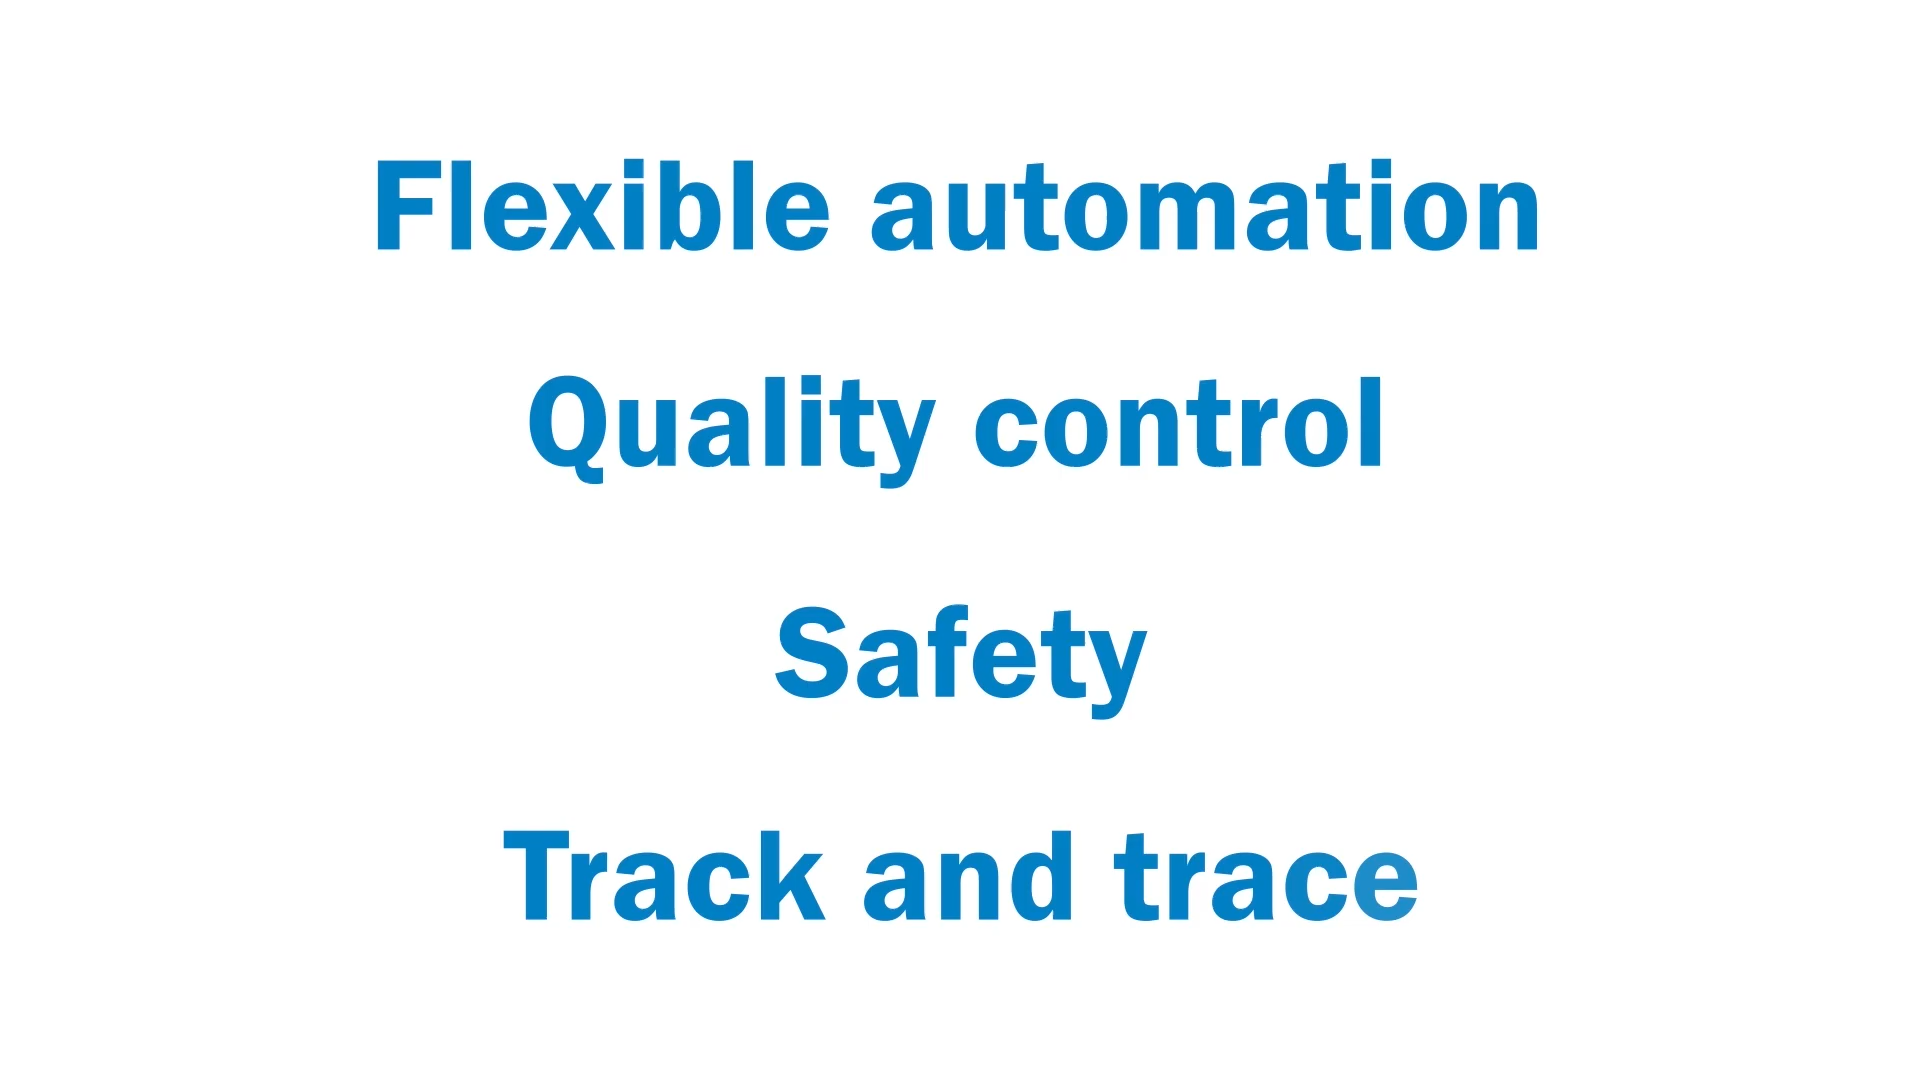 Flexible automation
Quality control
Safety
Track and trace